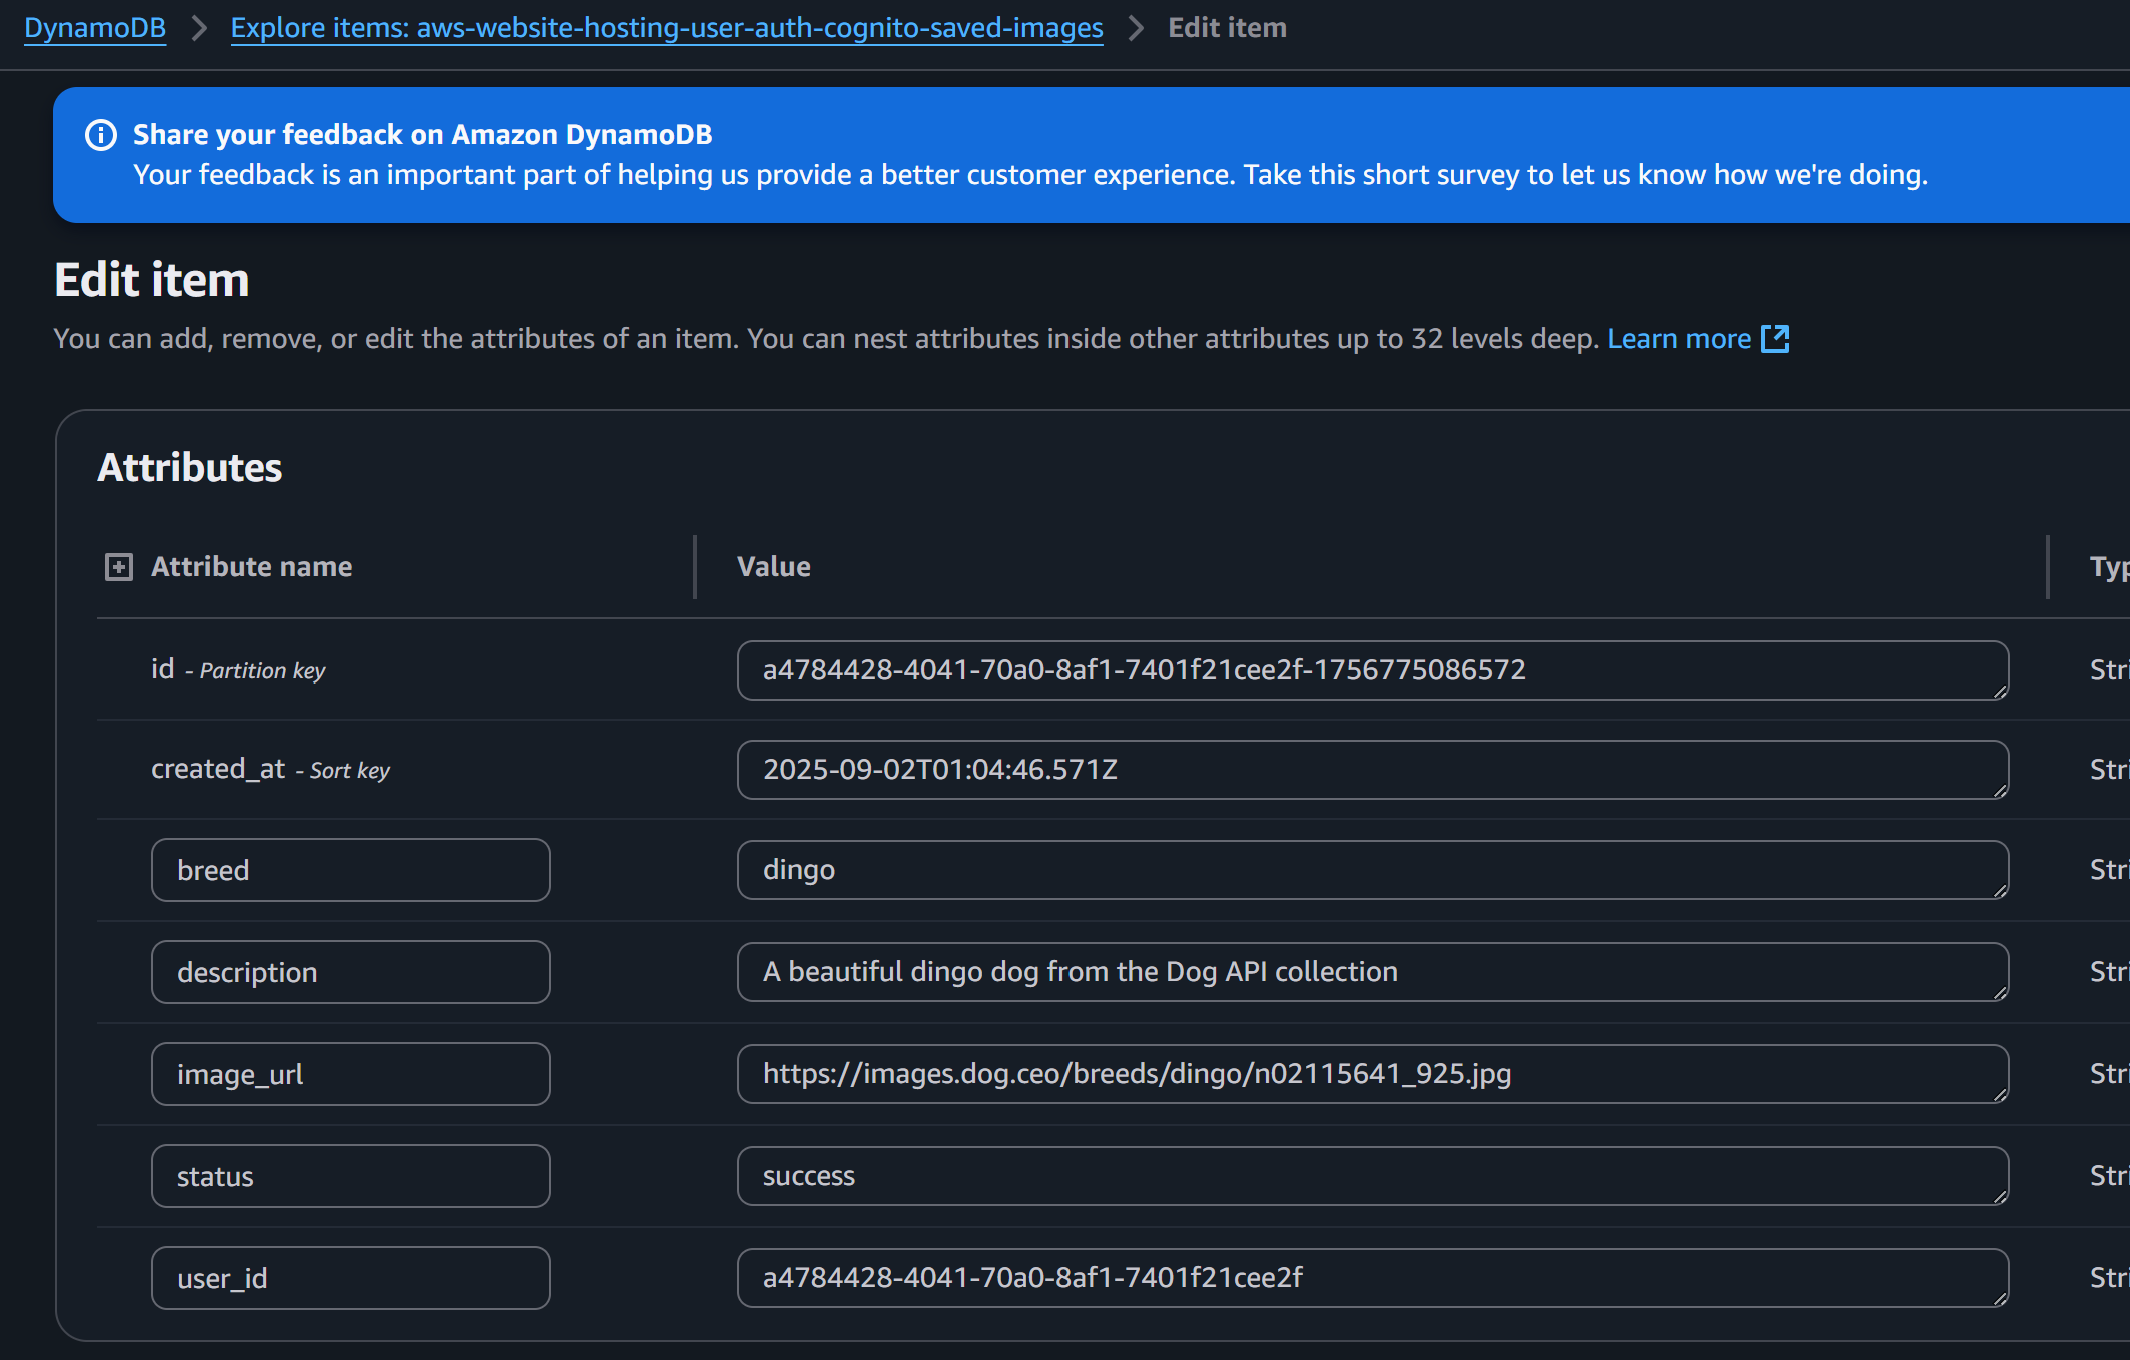 DynamoDB > Explore items: aws-website-hosting-user-auth-cognito-saved-images > Edit item
Share your feedback on Amazon DynamoDB
Your feedback is an important part of helping us provide a better customer experience. Take this short survey to let us know how we're doing.
Edit item
You can add, remove, or edit the attributes of an item. You can nest attributes inside other attributes up to 32 levels deep. Learn more
Attributes
Attribute name Value Typ
id - Partition key a4784428-4041-70a0-8af1-7401f21cee2f-1756775086572 Stri
created_at - Sort key 2025-09-02T01:04:46.571Z Stri
breed dingo Stri
description A beautiful dingo dog from the Dog API collection Stri
image_url https://images.dog.ceo/breeds/dingo/n02115641_925.jpg Stri
status success Stri
user_id a4784428-4041-70a0-8af1-7401f21cee2f Stri